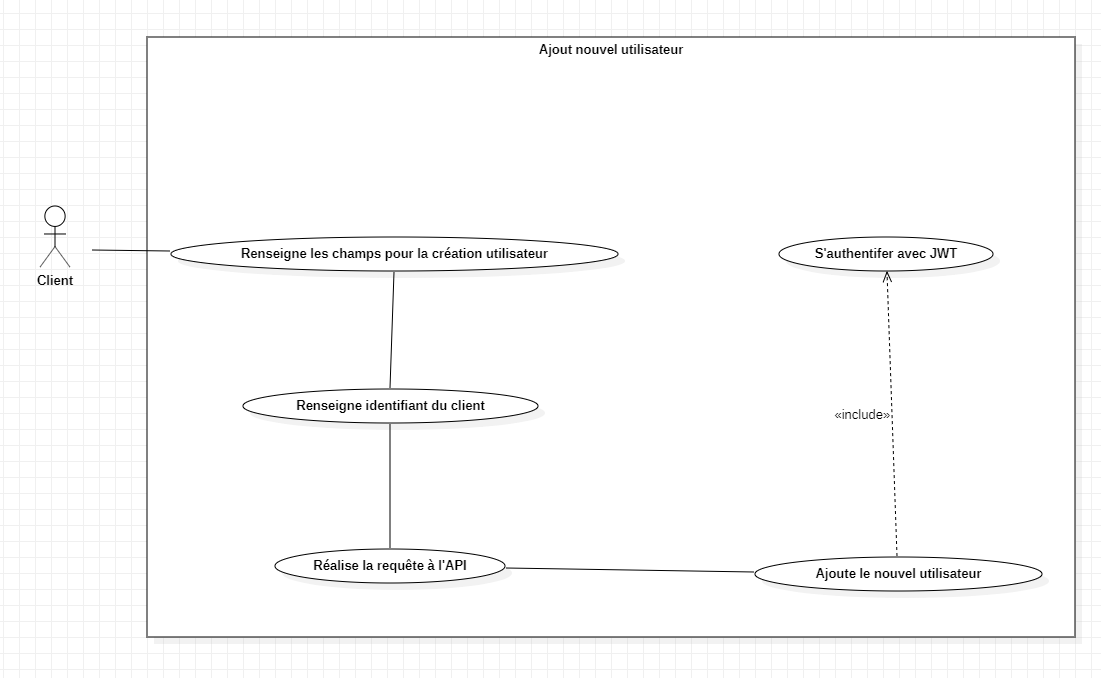 Ajout nouvel utilisateur
Renseigne les champs pour la création utilisateur
S'authentifer avec JWT
Client
Renseigne identifiant du client
«include»
Réalise la requête à l'API
Ajoute le nouvel utilisateur